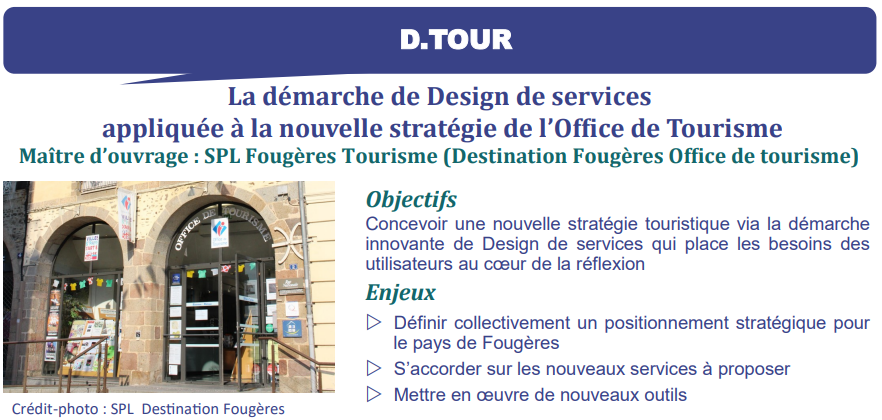 D.TOUR
La démarche de Design de services
appliquée à la nouvelle stratégie de l’Office de Tourisme
Maître d’ouvrage : SPL Fougères Tourisme (Destination Fougères Office de tourisme)
OFFICE DE TOURISME
Objectifs
Concevoir une nouvelle stratégie touristique via la démarche
innovante de Design de services qui place les besoins des
utilisateurs au cœur de la réflexion
Enjeux
▷ Définir collectivement un positionnement stratégique pour
le pays de Fougères
▷ S’accorder sur les nouveaux services à proposer
▷ Mettre en œuvre de nouveaux outils
Crédit-photo : SPL Destination Fougères